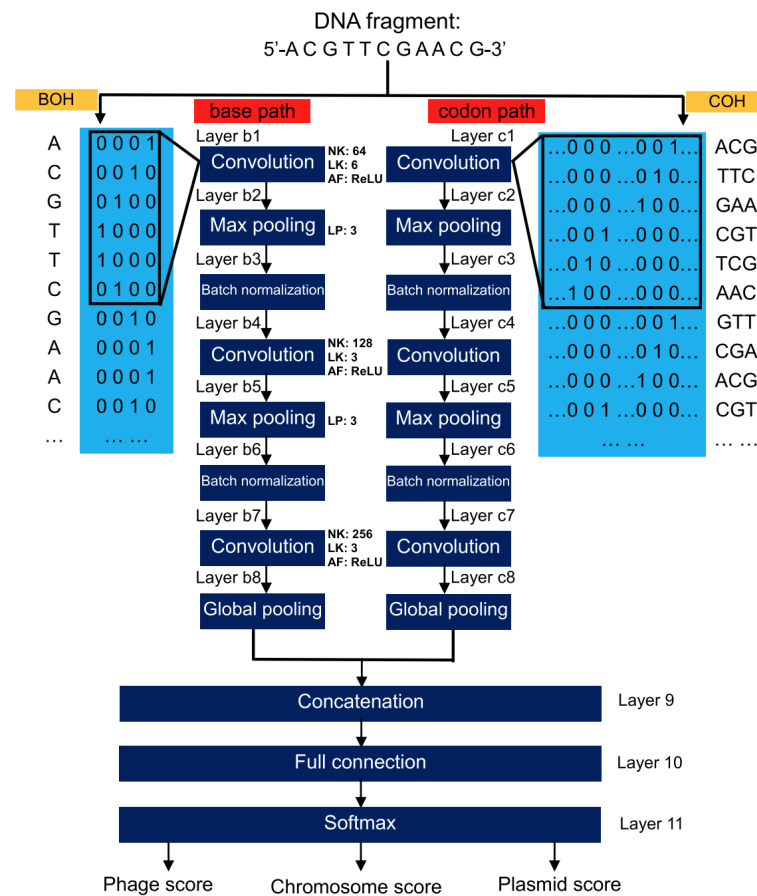 DNA fragment:
5’-A C G T T C G A A C G-3’
BOH
base path
codon path
COH
A
0 0 0 1
C
0 0 1 0
G
0 1 0 0
T
1 0 0 0
T
1 0 0 0
C
0 1 0 0
G
0 0 1 0
A
0 0 0 1
A
0 0 0 1
C
0 0 1 0
...
... ...
Layer b1
Convolution
NK: 64
LK: 6
AF: ReLU
Layer b2
Max pooling
LP: 3
Layer b3
Batch normalization
Layer b4
Convolution
NK: 128
LK: 3
AF: ReLU
Layer b5
Max pooling
LP: 3
Layer b6
Batch normalization
Layer b7
Convolution
NK: 256
LK: 3
AF: ReLU
Layer b8
Global pooling
Layer c1
Convolution
Layer c2
Max pooling
Layer c3
Batch normalization
Layer c4
Convolution
Layer c5
Max pooling
Layer c6
Batch normalization
Layer c7
Convolution
Layer c8
Global pooling
...0 0 0 ...0 0 1...
ACG
...0 0 0 ...0 1 0...
TTC
...0 0 0 ...1 0 0...
GAA
...0 0 1 ...0 0 0...
CGT
...0 1 0 ...0 0 0...
TCG
...1 0 0 ...0 0 0...
AAC
...0 0 0 ...0 0 1...
GTT
...0 0 0 ...0 1 0...
CGA
...0 0 0 ...1 0 0...
ACG
...0 0 1 ...0 0 0...
CGT
... ...
... ...
Concatenation
Layer 9
Full connection
Layer 10
Softmax
Layer 11
Phage score
Chromosome score
Plasmid score